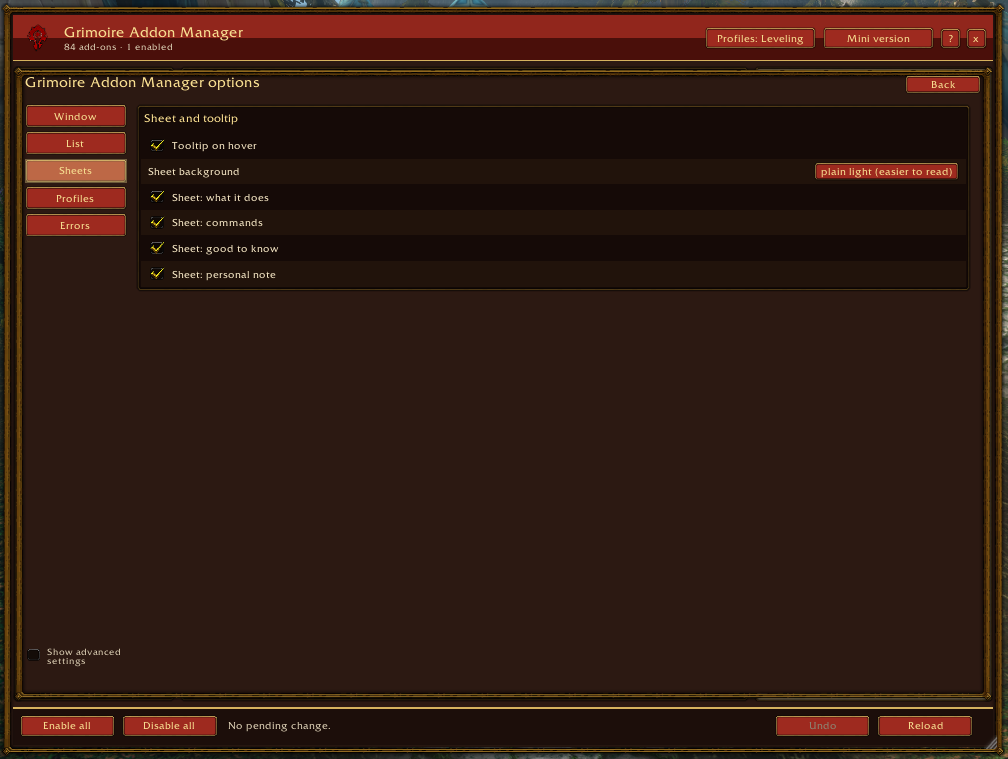 Grimoire Addon Manager
84 add-ons · 1 enabled
Profiles: Leveling
Mini version
?
x
Grimoire Addon Manager options
Back
Window
List
Sheets
Profiles
Errors
Sheet and tooltip
Tooltip on hover
Sheet background
plain light (easier to read)
Sheet: what it does
Sheet: commands
Sheet: good to know
Sheet: personal note
Show advanced
settings
Enable all
Disable all
No pending change.
Undo
Reload